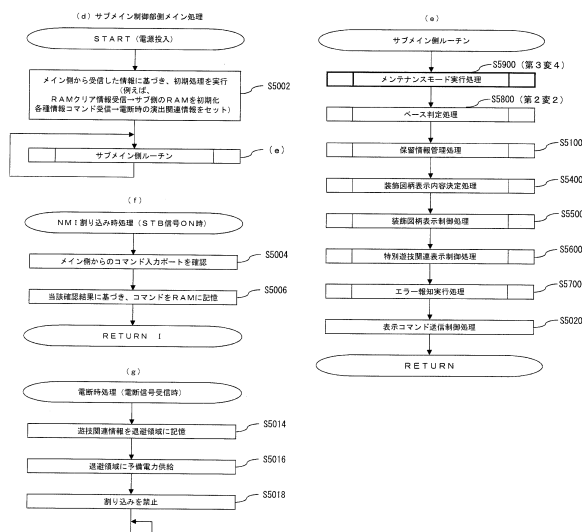 (d) サブメイン制御部側メイン処理
START (電源投入)
メイン側から受信した情報に基づき、初期処理を実行
(例えば、
RAMクリア情報受信→サブ側のRAMを初期化
各種情報コマンド受信→電断時の演出関連情報をセット)
S5002
サブメイン側ルーチン
(e)
(f)
NMI割り込み時処理 (STB信号ON時)
メイン側からのコマンド入力ポートを確認
S5004
当該確認結果に基づき、コマンドをRAMに記憶
S5006
RETURN I
(g)
電断時処理 (電断信号受信時)
遊技関連情報を退避領域に記憶
S5014
退避領域に予備電力供給
S5016
割り込みを禁止
S5018
(e)
サブメイン側ルーチン
S5900 (第3変4)
メンテナンスモード実行処理
S5800 (第2変2)
ベース判定処理
S5100
保留情報管理処理
S5400
装飾図柄表示内容決定処理
S5500
装飾図柄表示制御処理
S5600
特別遊技関連表示制御処理
S5700
エラー報知実行処理
S5020
表示コマンド送信制御処理
RETURN